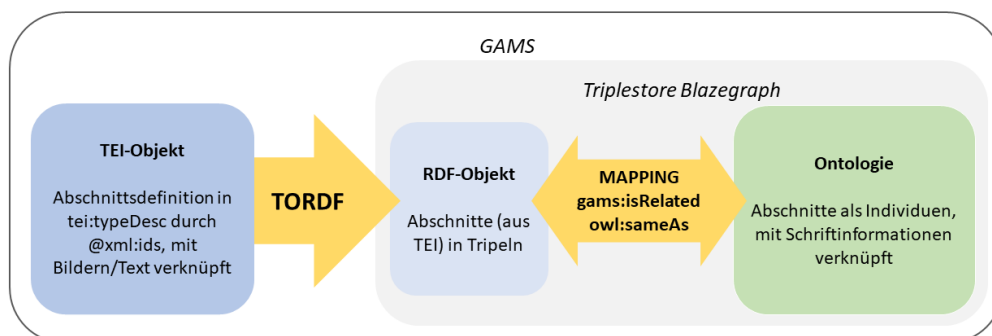 GAMS
Triplestore Blazegraph
TEI-Objekt
Abschnittsdefinition in
tei:typeDesc durch
@xml:ids, mit
Bildern/Text verknüpft
TORDF
RDF-Objekt
Abschnitte (aus
TEI) in Tripeln
MAPPING
gams:isRelated
owl:sameAs
Ontologie
Abschnitte als Individuen,
mit Schriftinformationen
verknüpft